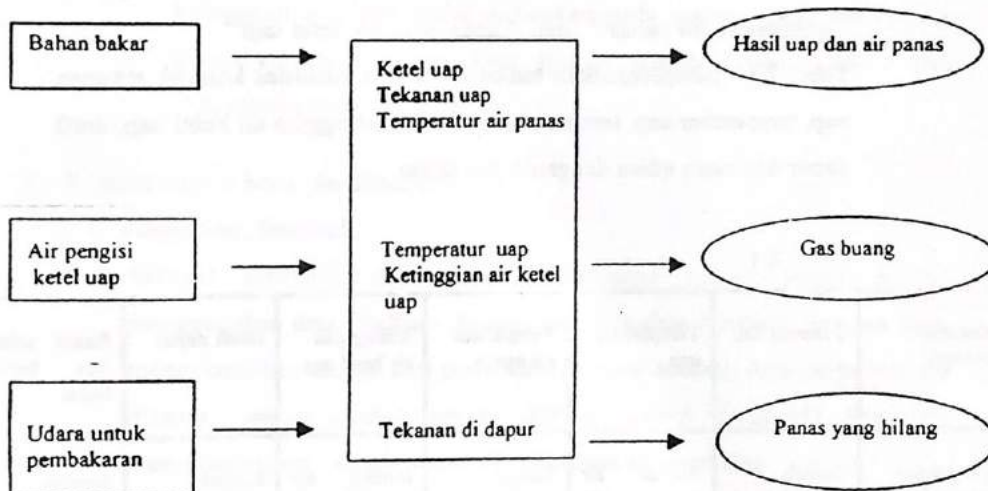 Bahan bakar
Ketel uap
Tekanan uap
Temperatur air panas
Hasil uap dan air panas
Air pengisi
ketel uap
Temperatur uap
Ketinggian air ketel
uap
Gas buang
Udara untuk
pembakaran
Tekanan di dapur
Panas yang hilang